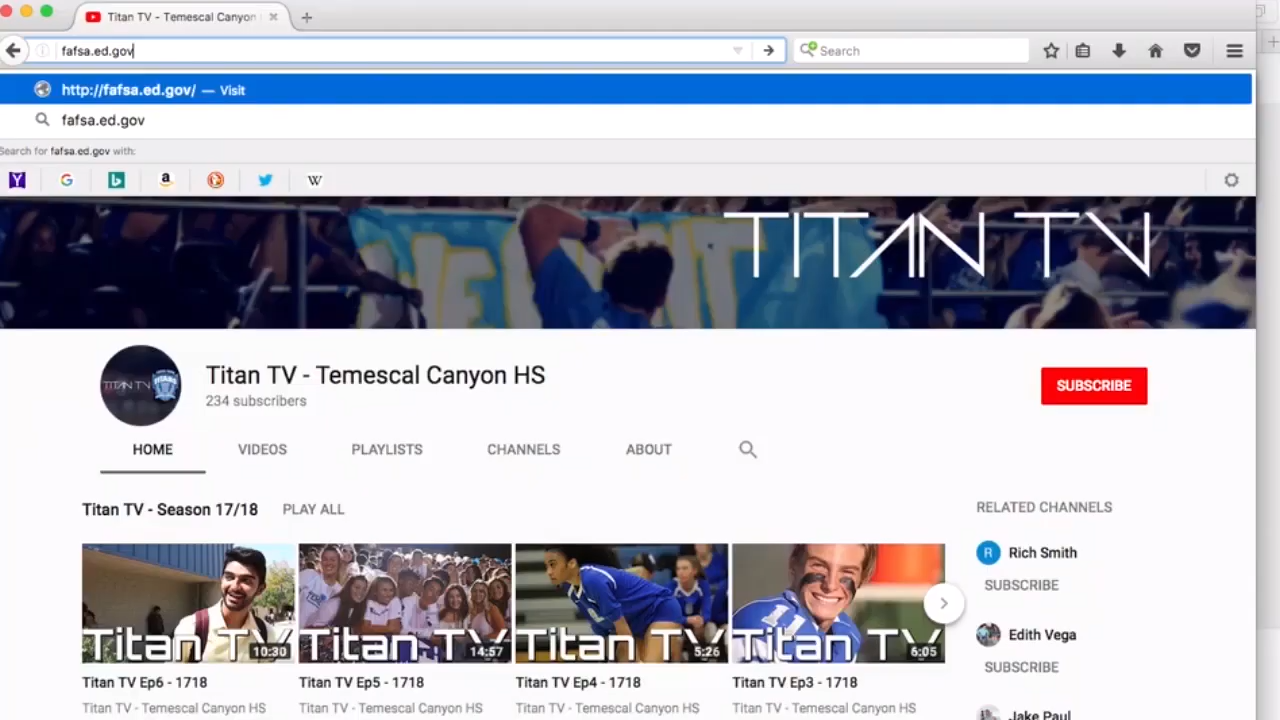 Titan TV - Temescal Canyon
fafsa.ed.gov
Search
http://fafsa.ed.gov/ — Visit
fafsa.ed.gov
Search for fafsa.ed.gov with:
TITAN TV
TITAN TV
Titan TV - Temescal Canyon HS
234 subscribers
SUBSCRIBE
HOME VIDEOS PLAYLISTS CHANNELS ABOUT
Titan TV - Season 17/18 PLAY ALL
RELATED CHANNELS
Titan TV 10:30
Titan TV 14:57
Titan TV 5:26
Titan TV 6:05
R Rich Smith
SUBSCRIBE
Edith Vega
SUBSCRIBE
Titan TV Ep6 - 1718
Titan TV Ep5 - 1718
Titan TV Ep4 - 1718
Titan TV Ep3 - 1718
Titan TV - Temescal Canyon HS
Titan TV - Temescal Canyon HS
Titan TV - Temescal Canyon HS
Titan TV - Temescal Canyon HS
Jake Paul